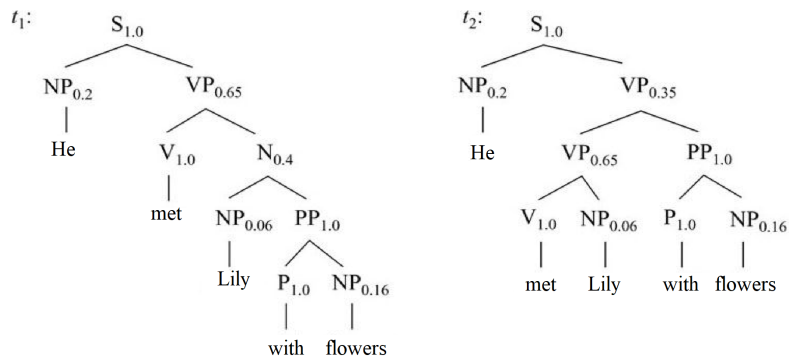 t₁: S₁.₀
NP₀.₂ VP₀.₆₅
He V₁.₀ N₀.₄
met NP₀.₀₆ PP₁.₀
Lily P₁.₀ NP₀.₁₆
with flowers
t₂: S₁.₀
NP₀.₂ VP₀.₃₅
He VP₀.₆₅ PP₁.₀
V₁.₀ NP₀.₀₆ P₁.₀ NP₀.₁₆
met Lily with flowers